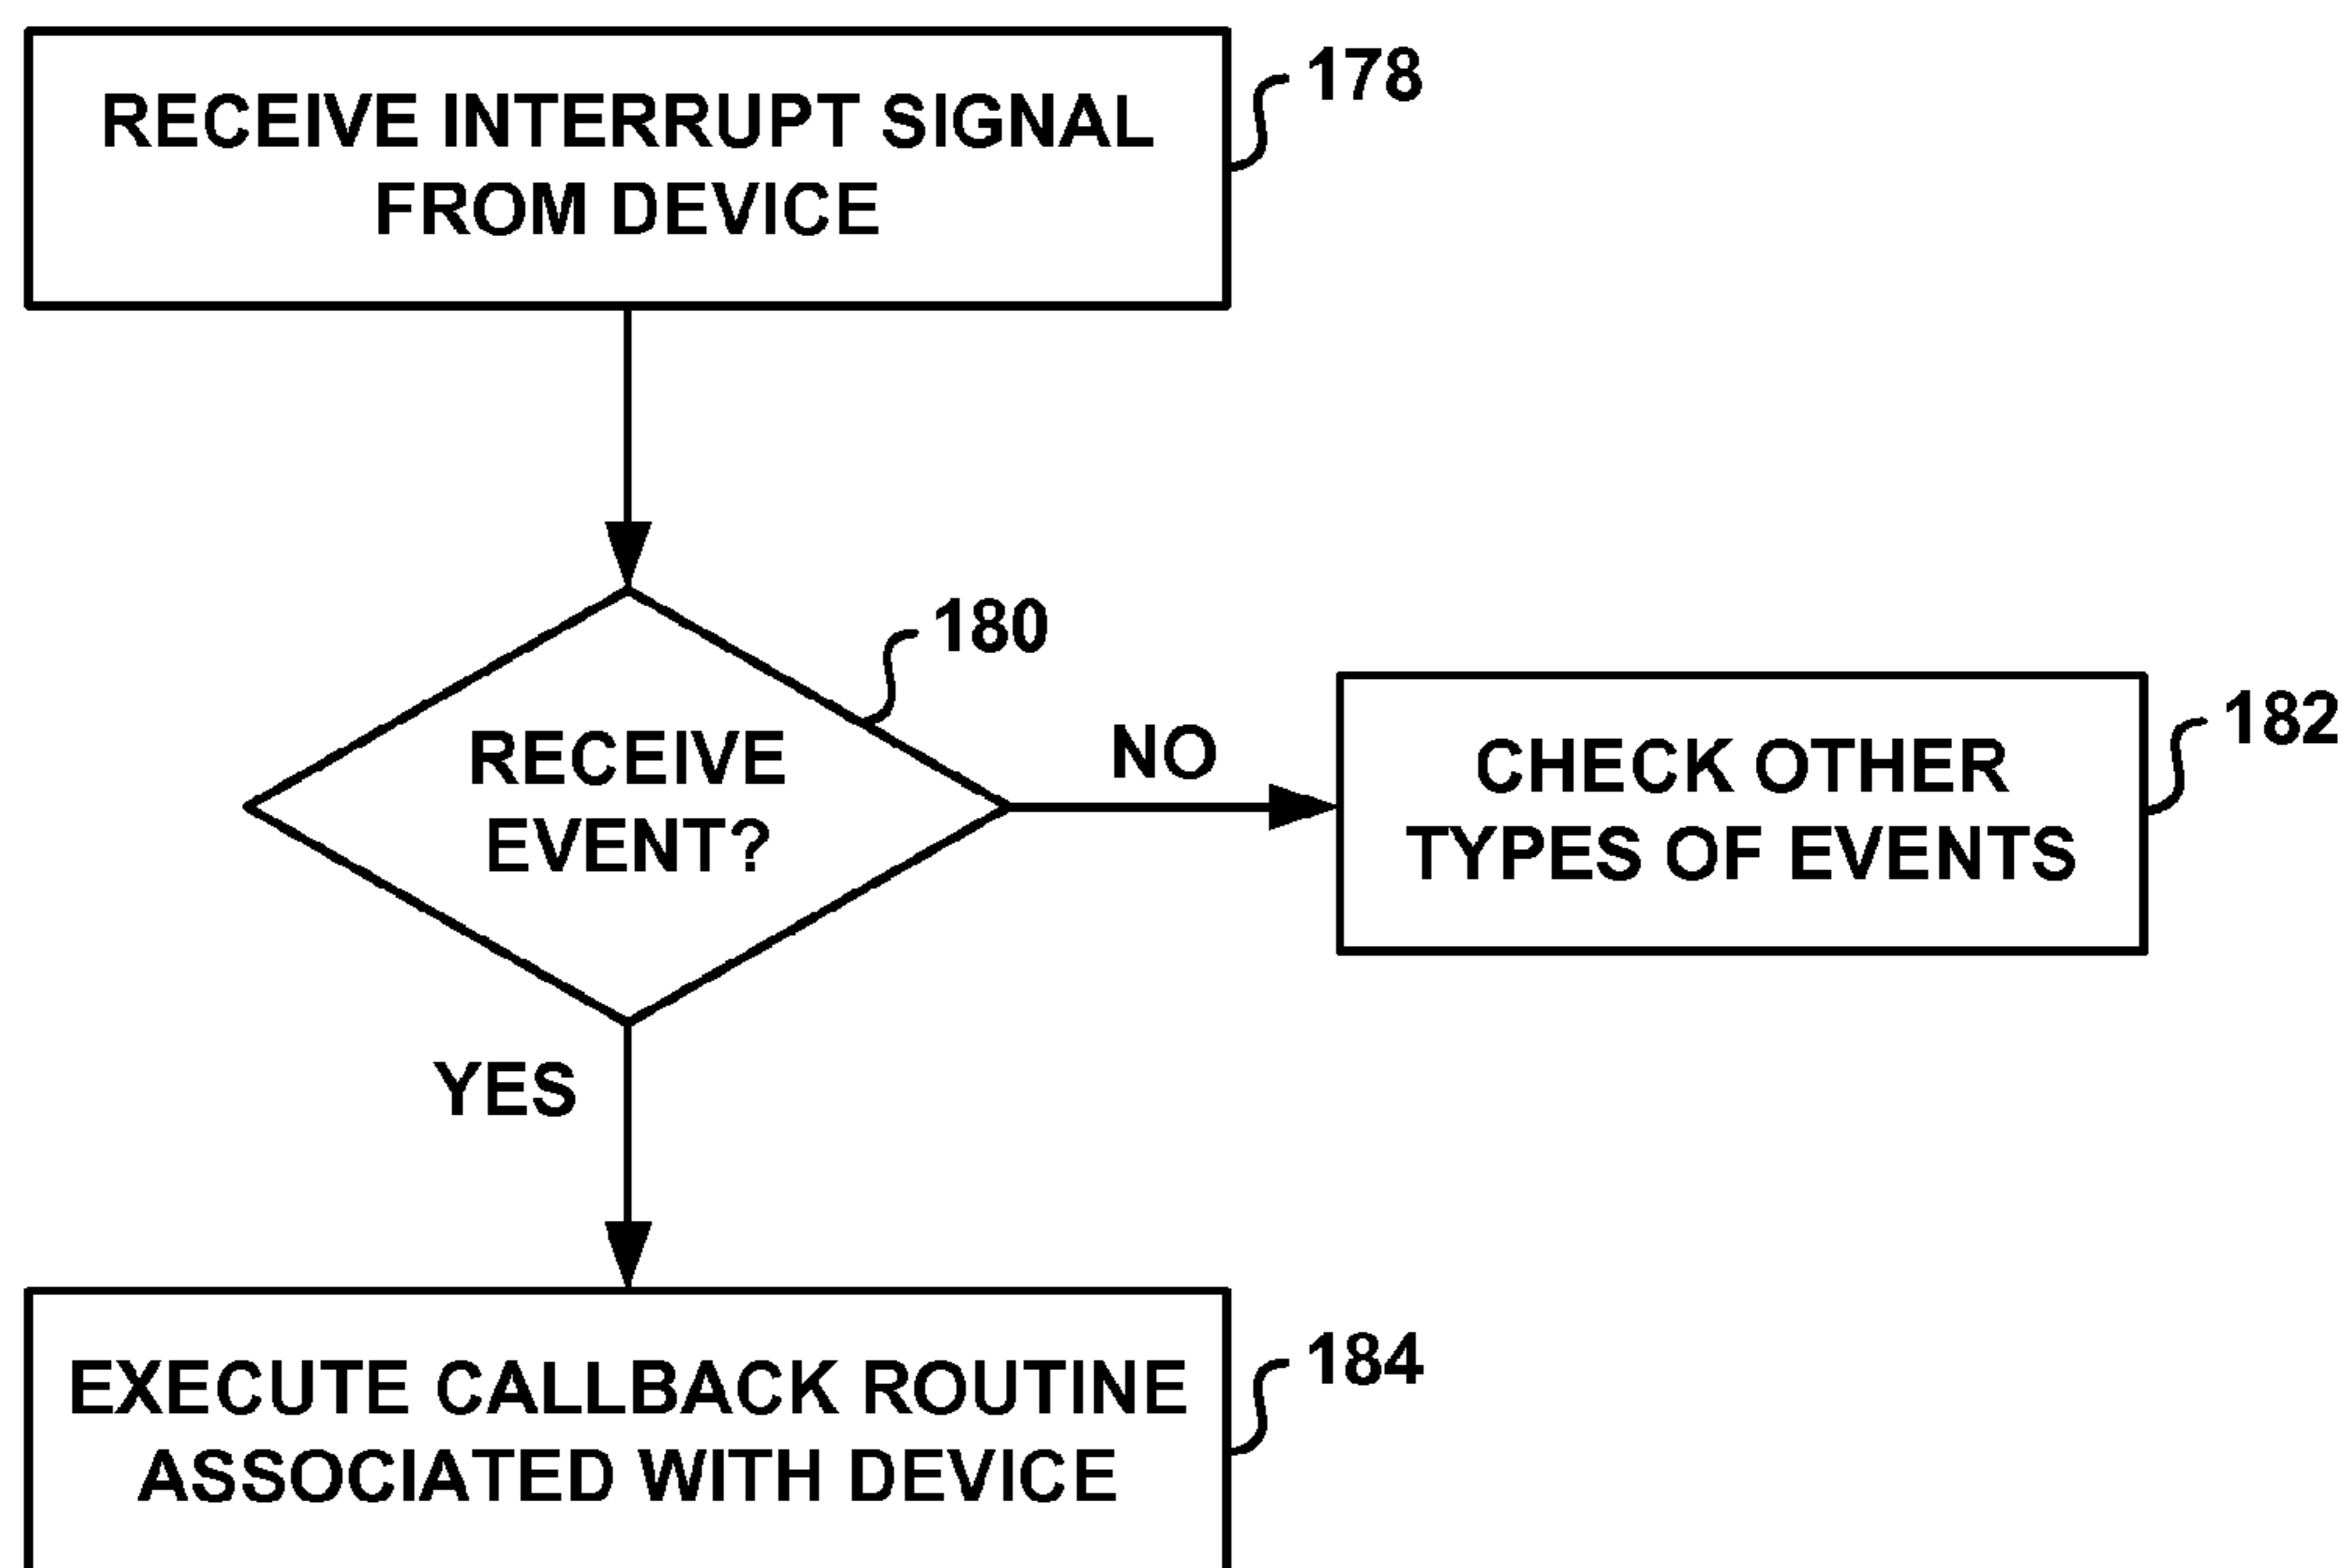 RECEIVE INTERRUPT SIGNAL
FROM DEVICE
178
RECEIVE
EVENT?
180
NO
CHECK OTHER
TYPES OF EVENTS
182
YES
EXECUTE CALLBACK ROUTINE
ASSOCIATED WITH DEVICE
184